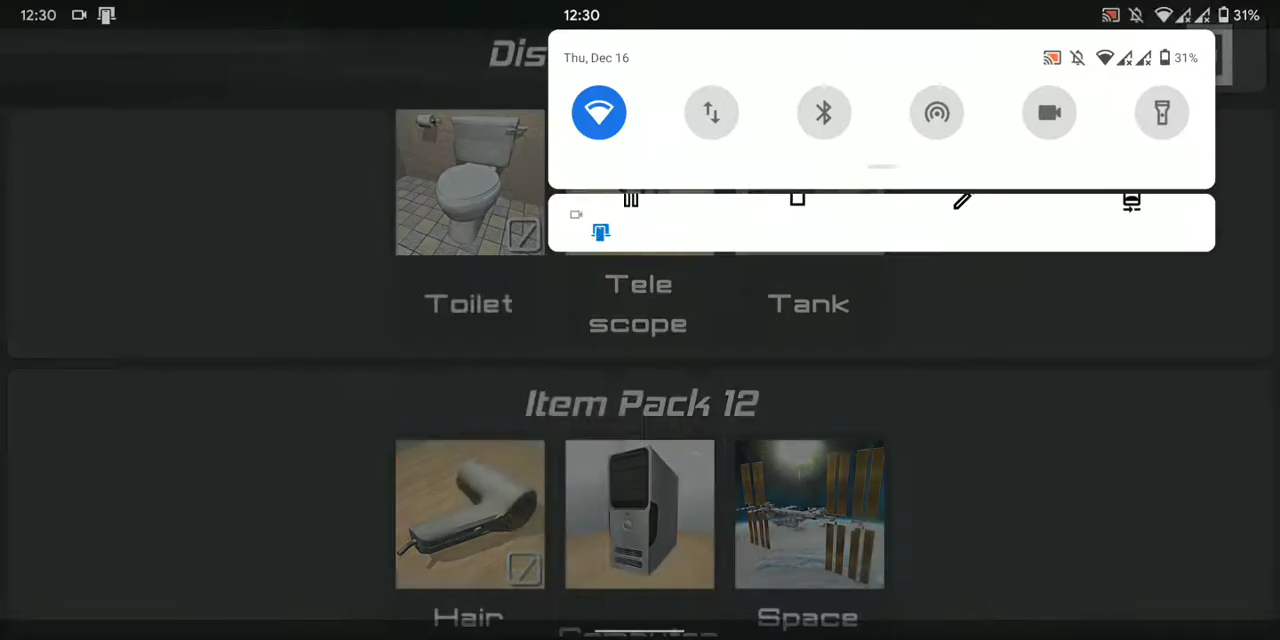 12:30
12:30
31%
Thu, Dec 16
31%
Dis
Toilet
Tele
scope
Tank
Item Pack 12
Hair
Computer
Space